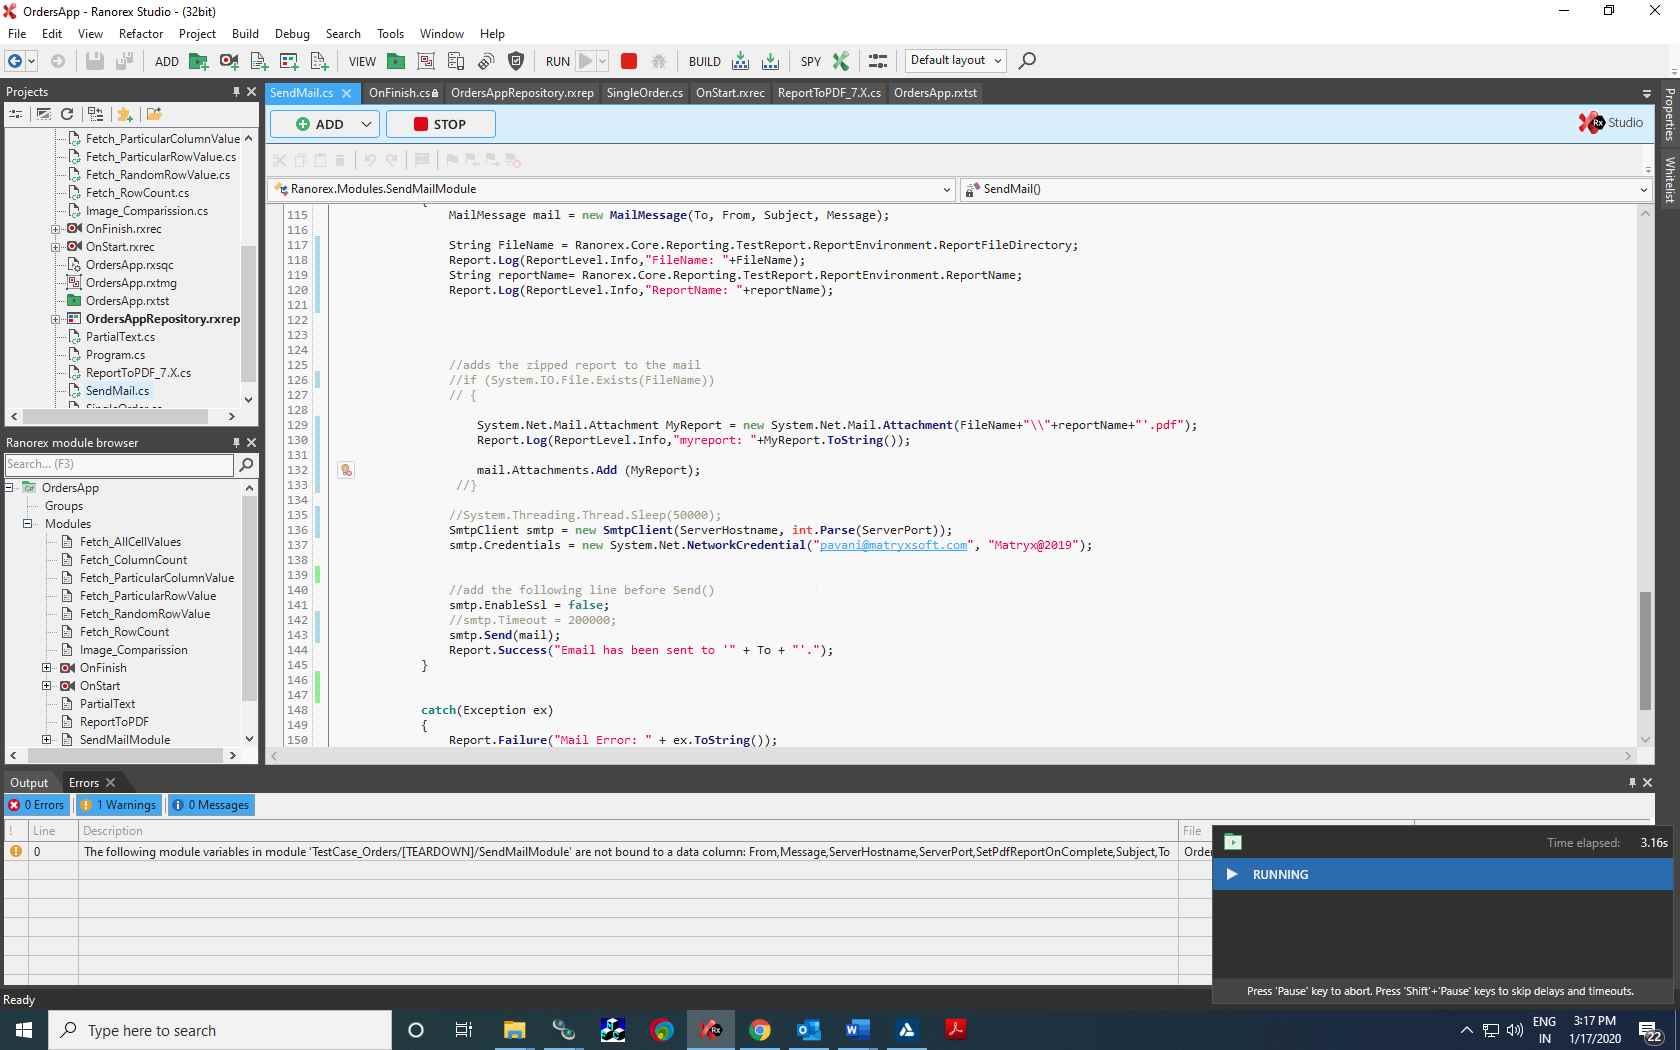 OrdersApp - Ranorex Studio - (32bit)
File Edit View Refactor Project Build Debug Search Tools Window Help
ADD VIEW RUN BUILD SPY Default layout
Projects
SendMail.cs OnFinish.cs OrdersAppRepository.rxrep SingleOrder.cs OnStart.rxrec ReportToPDF_7.X.cs OrdersApp.rxtst
ADD STOP
Rx Studio
Properties
Whitelist
Ranorex.Modules.SendMailModule SendMail()
Fetch_ParticularColumnValue
Fetch_ParticularRowValue.cs
Fetch_RandomRowValue.cs
Fetch_RowCount.cs
Image_Comparission.cs
OnFinish.rxrec
OnStart.rxrec
OrdersApp.rxsqc
OrdersApp.rxtmg
OrdersApp.rxtst
OrdersAppRepository.rxrep
PartialText.cs
Program.cs
ReportToPDF_7.X.cs
SendMail.cs
SingleOrder.cs
Ranorex module browser
Search... (F3)
OrdersApp
Groups
Modules
Fetch_AllCellValues
Fetch_ColumnCount
Fetch_ParticularColumnValue
Fetch_ParticularRowValue
Fetch_RandomRowValue
Fetch_RowCount
Image_Comparission
OnFinish
OnStart
PartialText
ReportToPDF
SendMailModule
{
115 MailMessage mail = new MailMessage(To, From, Subject, Message);
116
117 String FileName = Ranorex.Core.Reporting.TestReport.ReportEnvironment.ReportFileDirectory;
118 Report.Log(ReportLevel.Info,"FileName: "+FileName);
119 String reportName= Ranorex.Core.Reporting.TestReport.ReportEnvironment.ReportName;
120 Report.Log(ReportLevel.Info,"ReportName: "+reportName);
121
122
123
124
125 //adds the zipped report to the mail
126 //if (System.IO.File.Exists(FileName))
127 // {
128
129 System.Net.Mail.Attachment MyReport = new System.Net.Mail.Attachment(FileName+"\\"+reportName+"'.pdf");
130 Report.Log(ReportLevel.Info,"myreport: "+MyReport.ToString());
131
132 mail.Attachments.Add (MyReport);
133 //}
134
135 //System.Threading.Thread.Sleep(50000);
136 SmtpClient smtp = new SmtpClient(ServerHostname, int.Parse(ServerPort));
137 smtp.Credentials = new System.Net.NetworkCredential("pavani@matryxsoft.com", "Matryx@2019");
138
139
140 //add the following line before Send()
141 smtp.EnableSsl = false;
142 //smtp.Timeout = 200000;
143 smtp.Send(mail);
144 Report.Success("Email has been sent to '" + To + "'.");
145 }
146
147
148 catch(Exception ex)
149 {
150 Report.Failure("Mail Error: " + ex.ToString());
Output Errors
0 Errors 1 Warnings 0 Messages
! Line Description File
0 The following module variables in module 'TestCase_Orders/[TEARDOWN]/SendMailModule' are not bound to a data column: From,Message,ServerHostname,ServerPort,SetPdfReportOnComplete,Subject,To Order
Time elapsed: 3.16s
RUNNING
Press 'Pause' key to abort. Press 'Shift'+'Pause' keys to skip delays and timeouts.
Ready
Type here to search
ENG
IN
3:17 PM
1/17/2020
22